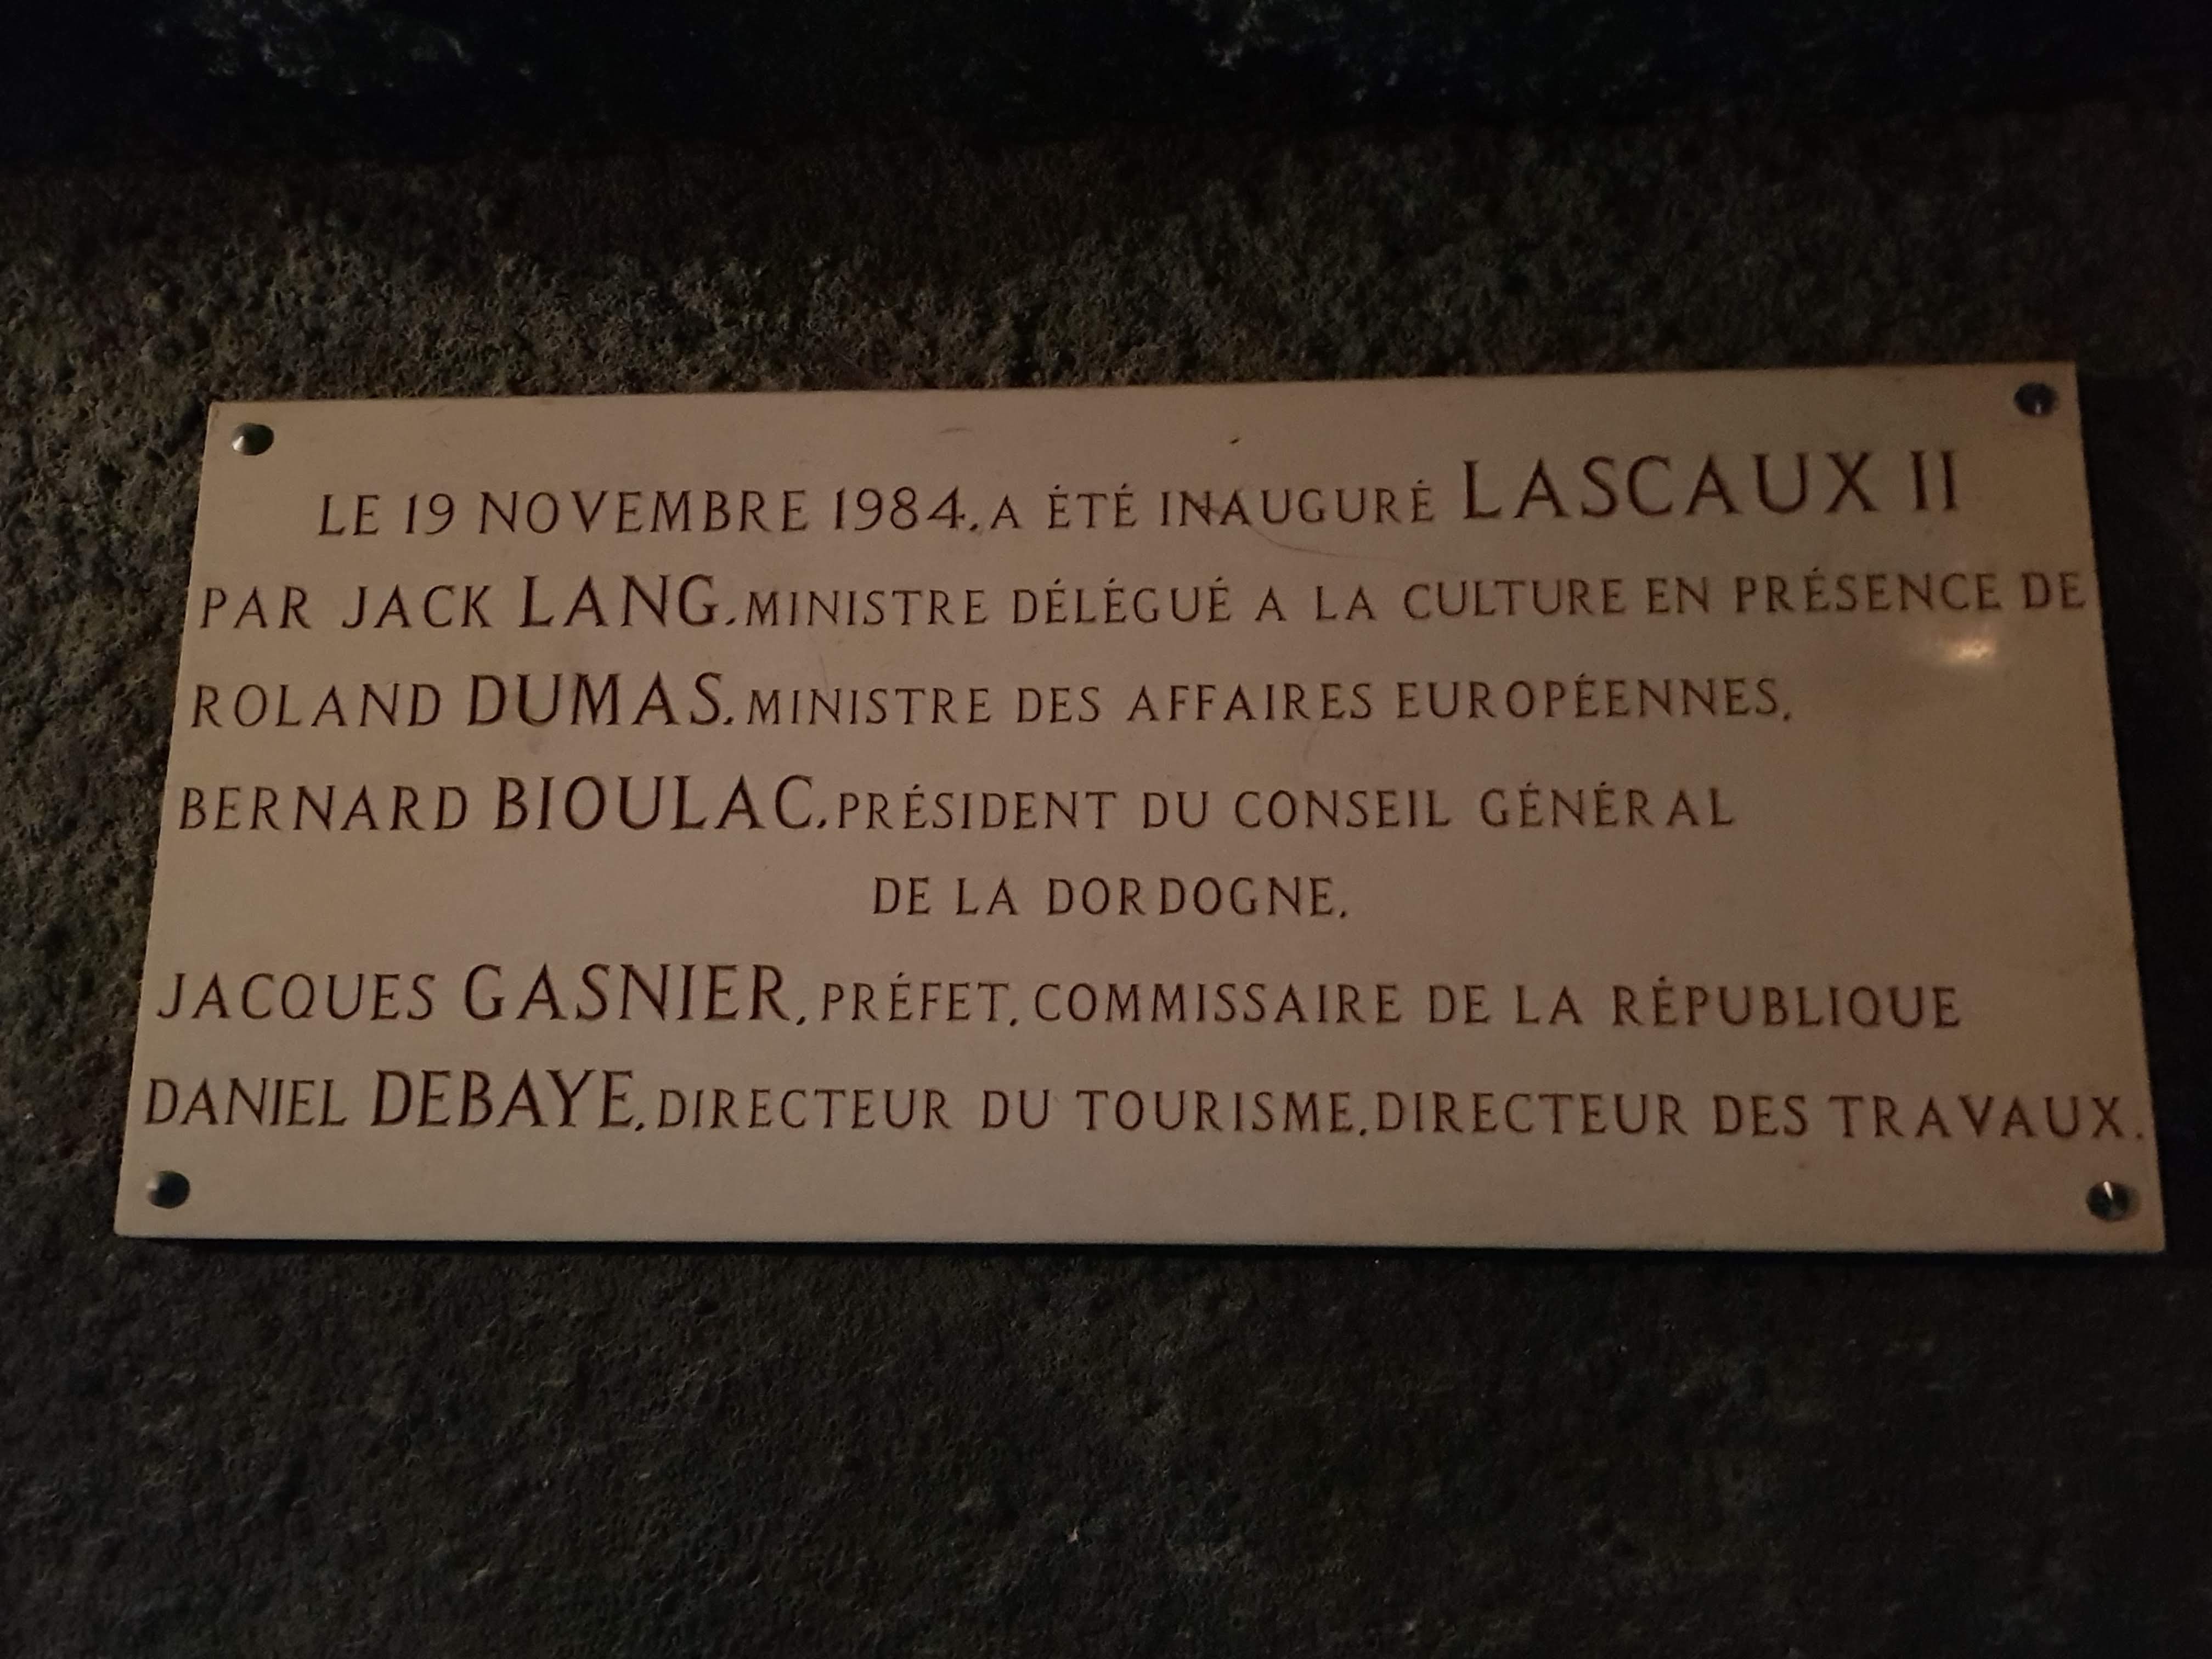 LE 19 NOVEMBRE 1984, A ÉTÉ INAUGURÉ LASCAUX II
PAR JACK LANG, MINISTRE DÉLÉGUÉ A LA CULTURE EN PRÉSENCE DE
ROLAND DUMAS, MINISTRE DES AFFAIRES EUROPÉENNES,
BERNARD BIOULAC, PRÉSIDENT DU CONSEIL GÉNÉRAL
DE LA DORDOGNE,
JACQUES GASNIER, PRÉFET, COMMISSAIRE DE LA RÉPUBLIQUE
DANIEL DEBAYE, DIRECTEUR DU TOURISME, DIRECTEUR DES TRAVAUX.